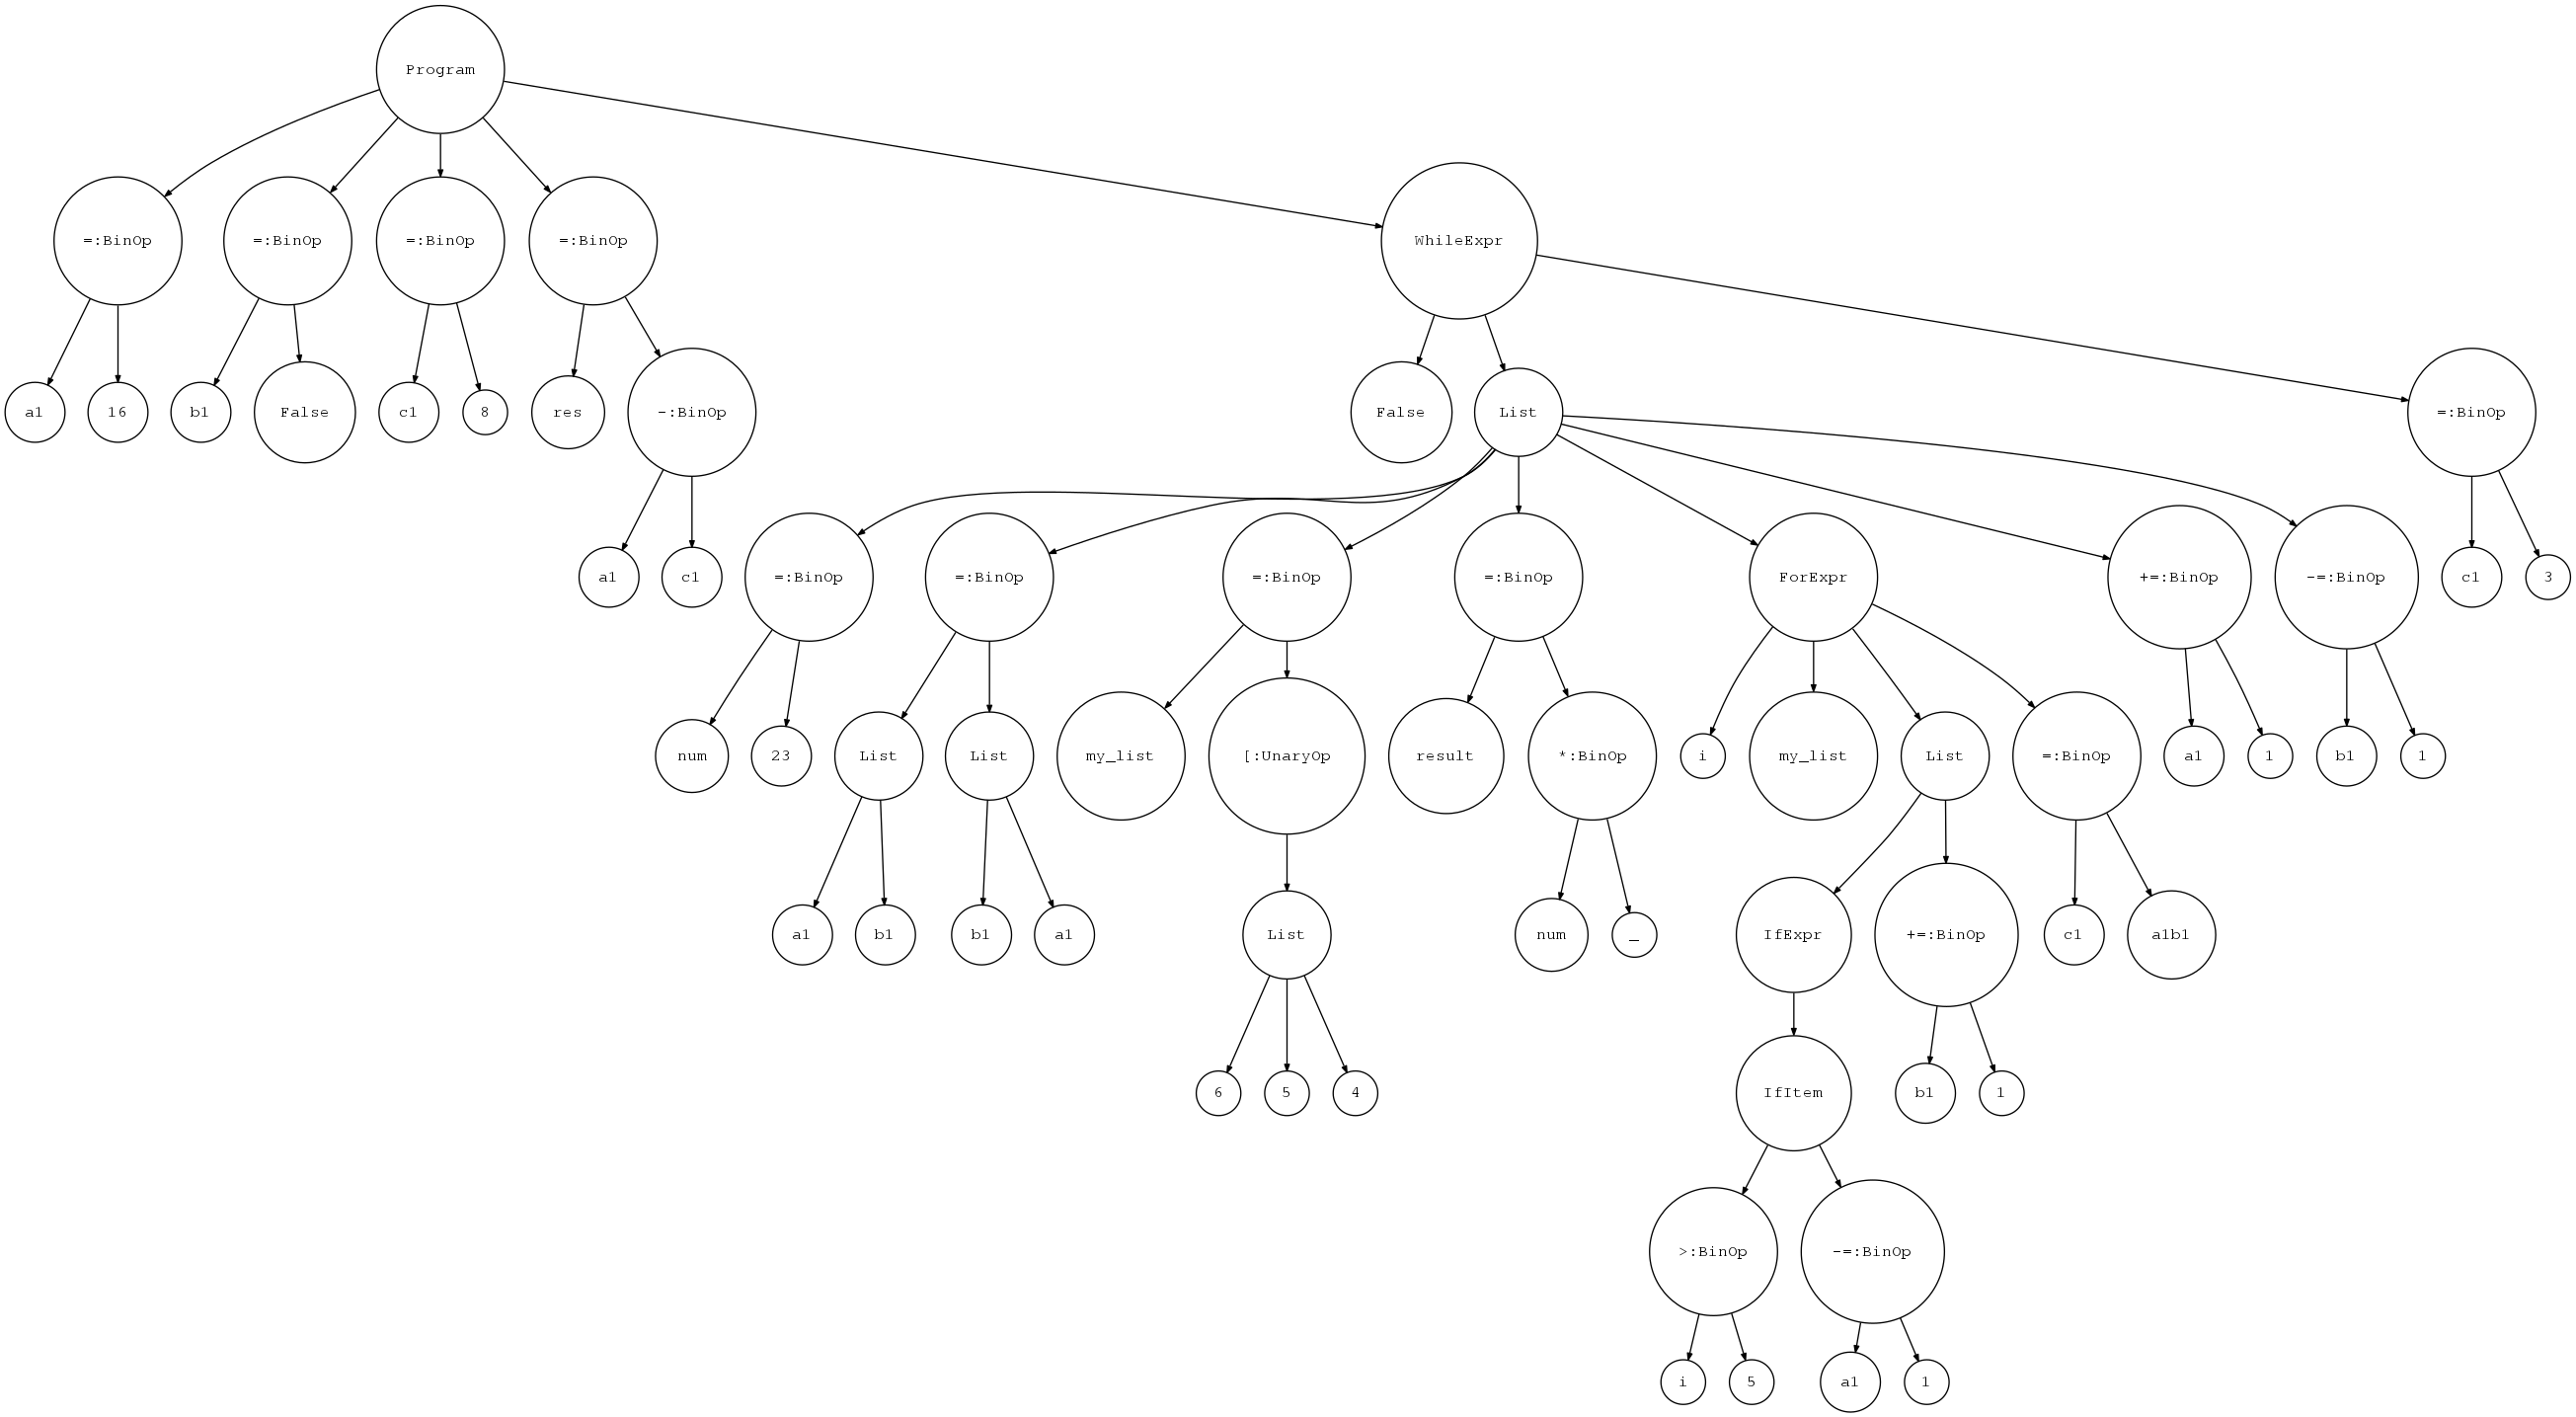 Program
=:BinOp
=:BinOp
=:BinOp
=:BinOp
WhileExpr
a1
16
b1
False
c1
8
res
-:BinOp
False
List
=:BinOp
a1
c1
=:BinOp
=:BinOp
=:BinOp
=:BinOp
ForExpr
+=:BinOp
-=:BinOp
c1
3
num
23
List
List
my_list
[:UnaryOp
result
*:BinOp
i
my_list
List
=:BinOp
a1
1
b1
1
a1
b1
b1
a1
List
num
_
IfExpr
+=:BinOp
c1
a1b1
6
5
4
IfItem
b1
1
>:BinOp
-=:BinOp
i
5
a1
1